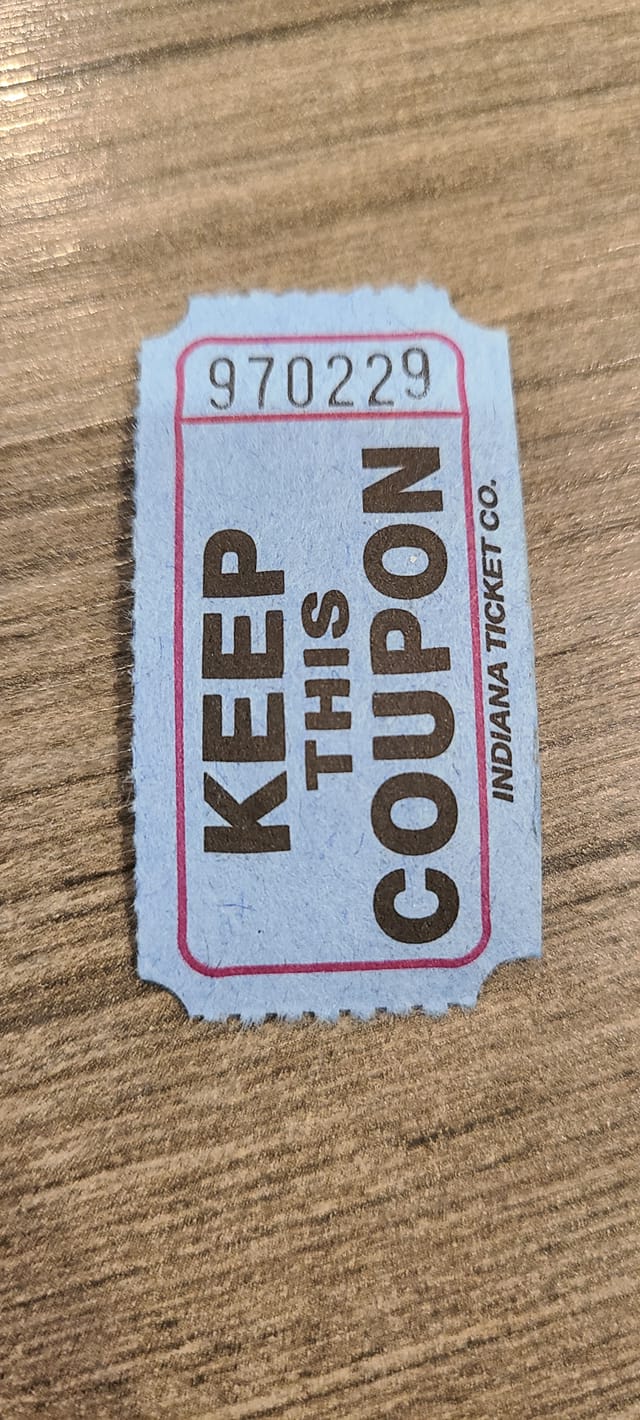 970229
KEEP
THIS
COUPON
INDIANA TICKET CO.